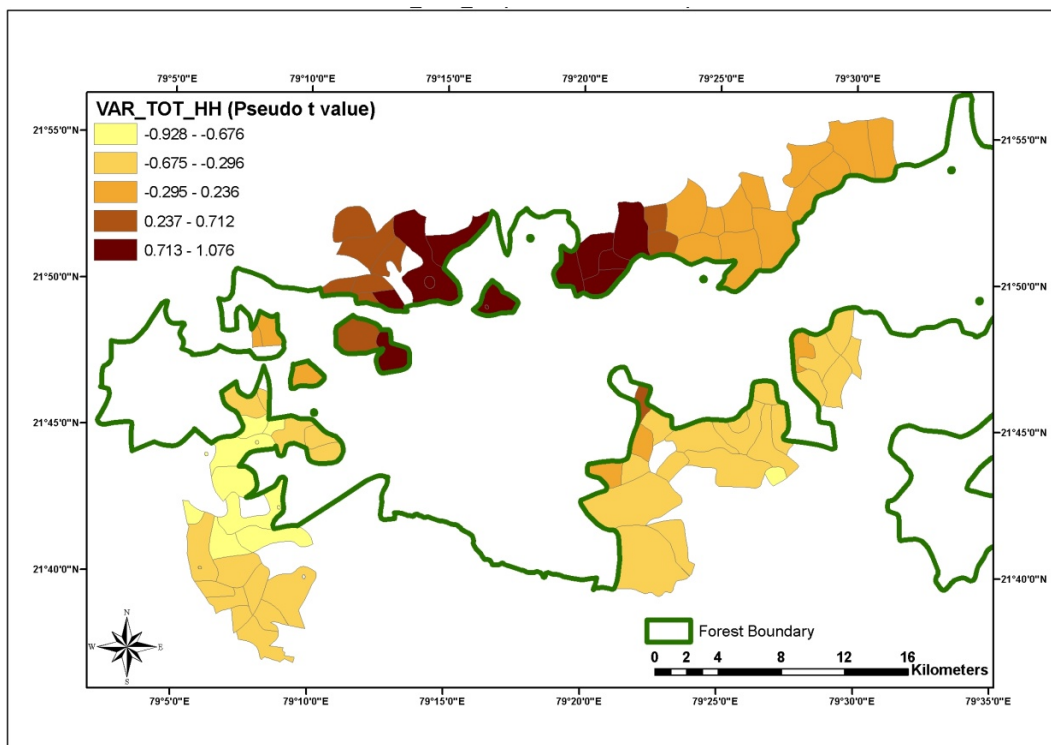 79°5'0"E 79°10'0"E 79°15'0"E 79°20'0"E 79°25'0"E 79°30'0"E
VAR_TOT_HH (Pseudo t value)
-0.928 - -0.676
-0.675 - -0.296
-0.295 - 0.236
0.237 - 0.712
0.713 - 1.076
21°55'0"N 21°55'0"N
21°50'0"N 21°50'0"N
21°45'0"N 21°45'0"N
21°40'0"N 21°40'0"N
N
W E
S
Forest Boundary
0 2 4 8 12 16
Kilometers
79°5'0"E 79°10'0"E 79°15'0"E 79°20'0"E 79°25'0"E 79°30'0"E 79°35'0"E